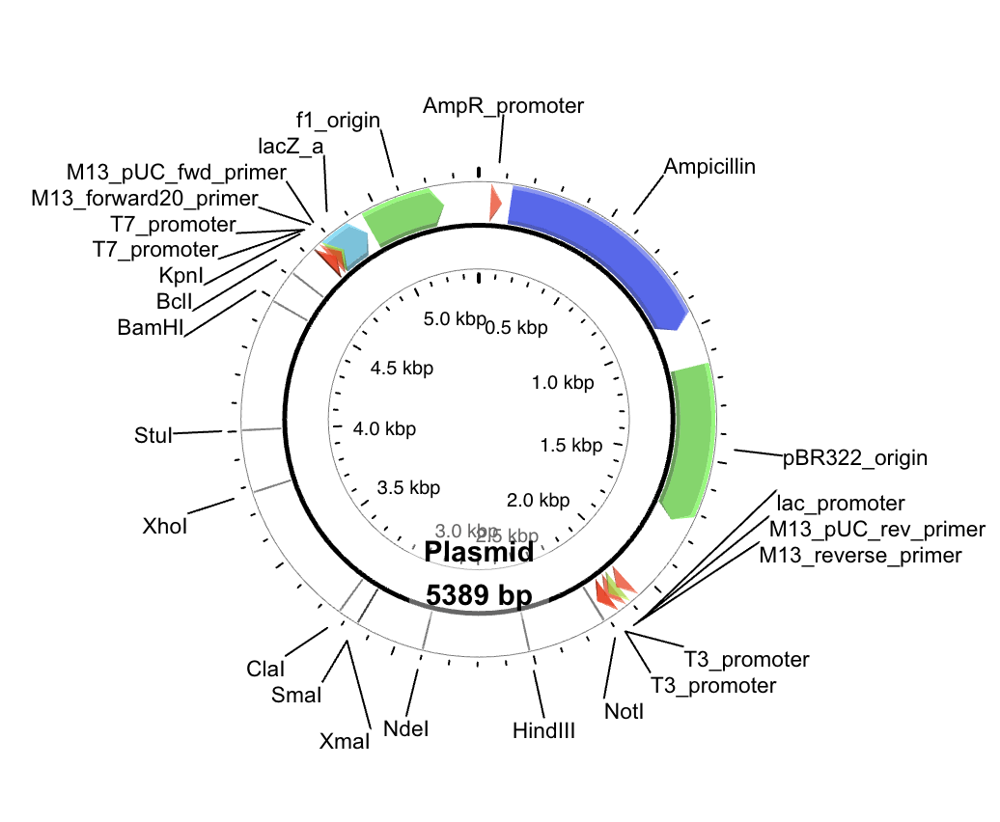 AmpR_promoter
f1_origin
lacZ_a
Ampicillin
M13_pUC_fwd_primer
M13_forward20_primer
T7_promoter
T7_promoter
KpnI
BclI
BamHI
5.0 kbp
0.5 kbp
4.5 kbp
1.0 kbp
4.0 kbp
1.5 kbp
StuI
pBR322_origin
3.5 kbp
2.0 kbp
lac_promoter
XhoI
M13_pUC_rev_primer
3.0 kbp
2.5 kbp
M13_reverse_primer
Plasmid
5389 bp
T3_promoter
ClaI
T3_promoter
SmaI
NotI
NdeI
HindIII
XmaI